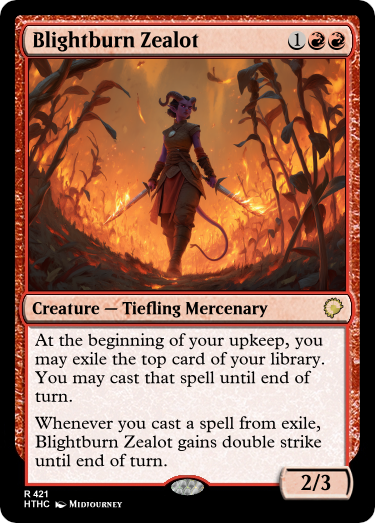 Blightburn Zealot 1
Creature — Tiefling Mercenary
At the beginning of your upkeep, you
may exile the top card of your library.
You may cast that spell until end of
turn.
Whenever you cast a spell from exile,
Blightburn Zealot gains double strike
until end of turn.
2/3
R 421
HTHC MIDJOURNEY